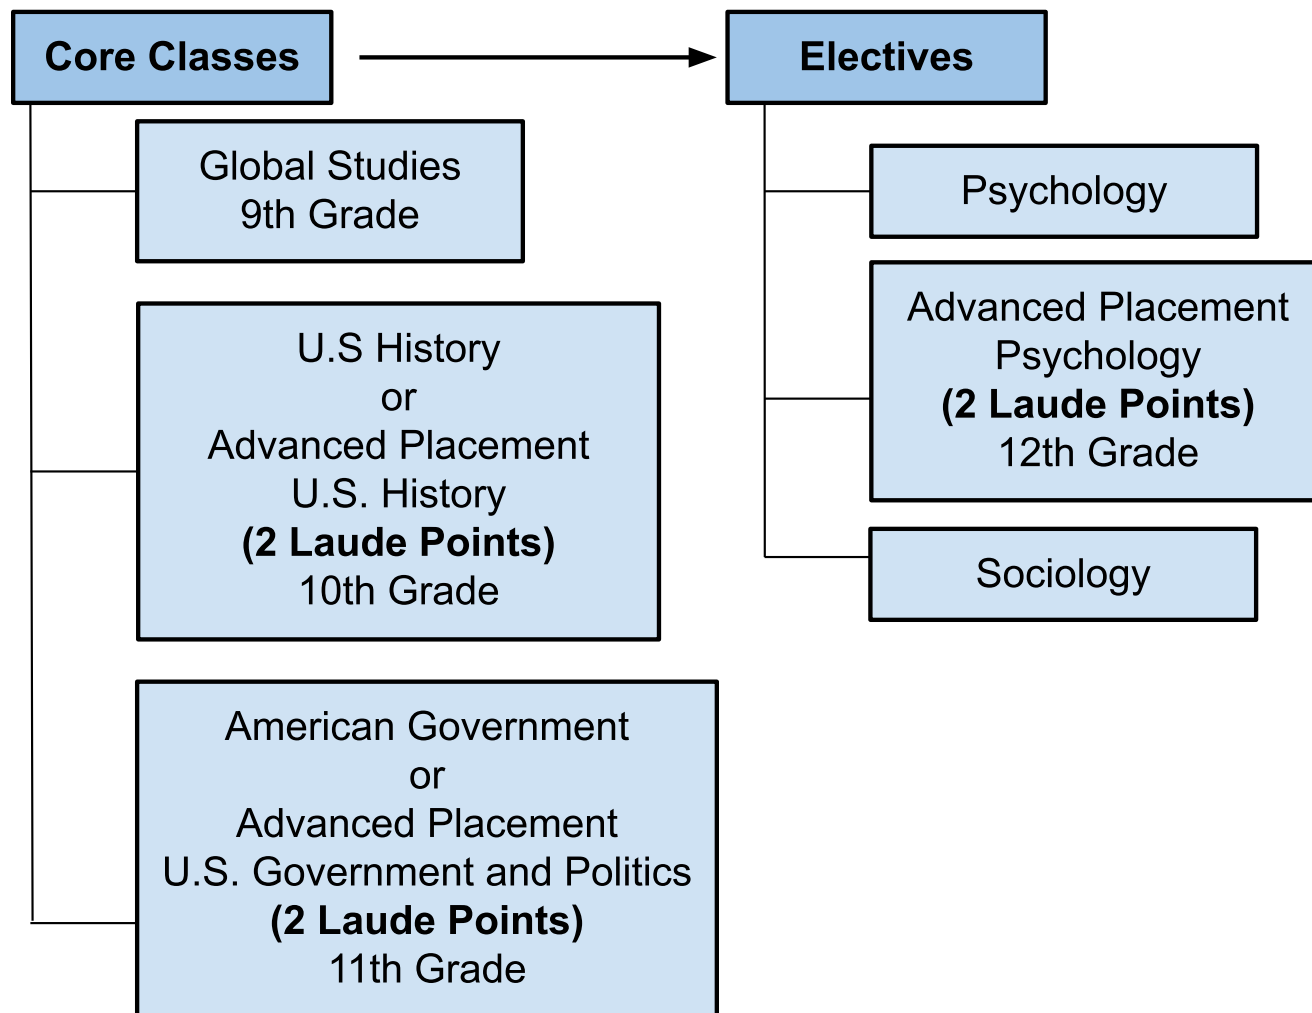 Core Classes
Global Studies
9th Grade
U.S History
or
Advanced Placement
U.S. History
(2 Laude Points)
10th Grade
American Government
or
Advanced Placement
U.S. Government and Politics
(2 Laude Points)
11th Grade
Electives
Psychology
Advanced Placement
Psychology
(2 Laude Points)
12th Grade
Sociology